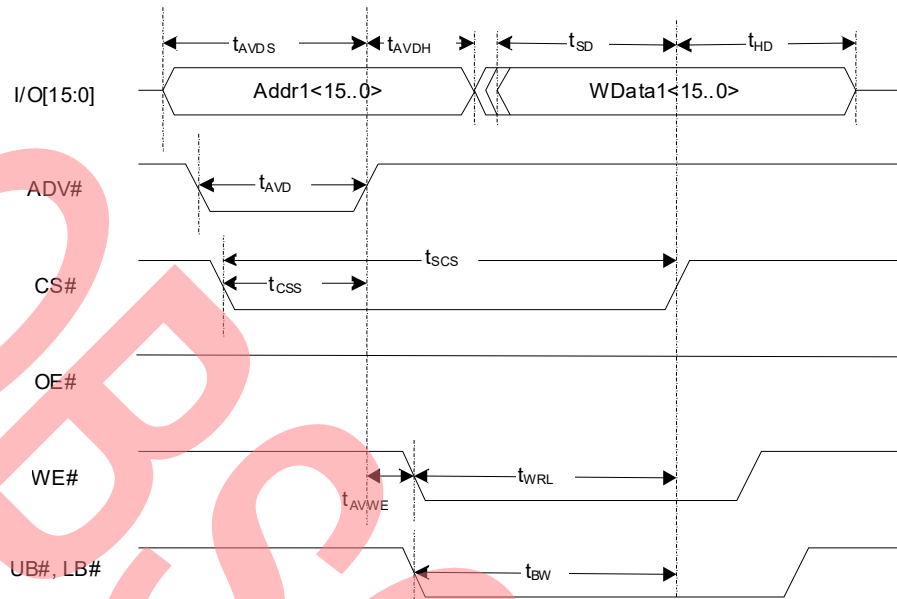 tAVDS tAVDH tSD tHD
I/O[15:0] Addr1<15..0> WData1<15..0>
ADV# tAVD
tSCS
CS# tCSS
OE#
WE# tWRL
tAVWE
UB#, LB# tBW